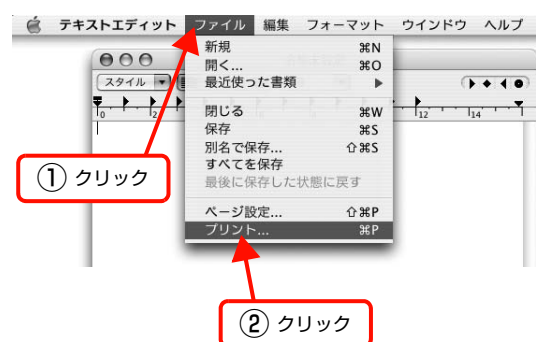 テキストエディット ファイル 編集 フォーマット ウインドウ ヘルプ
新規 ⌘N
開く... ⌘O
最近使った書類 ▶
閉じる ⌘W
保存 ⌘S
別名で保存... ⇧⌘S
すべてを保存
最後に保存した状態に戻す
ページ設定... ⇧⌘P
プリント... ⌘P
スタイル
0 2 12 14
① クリック
② クリック